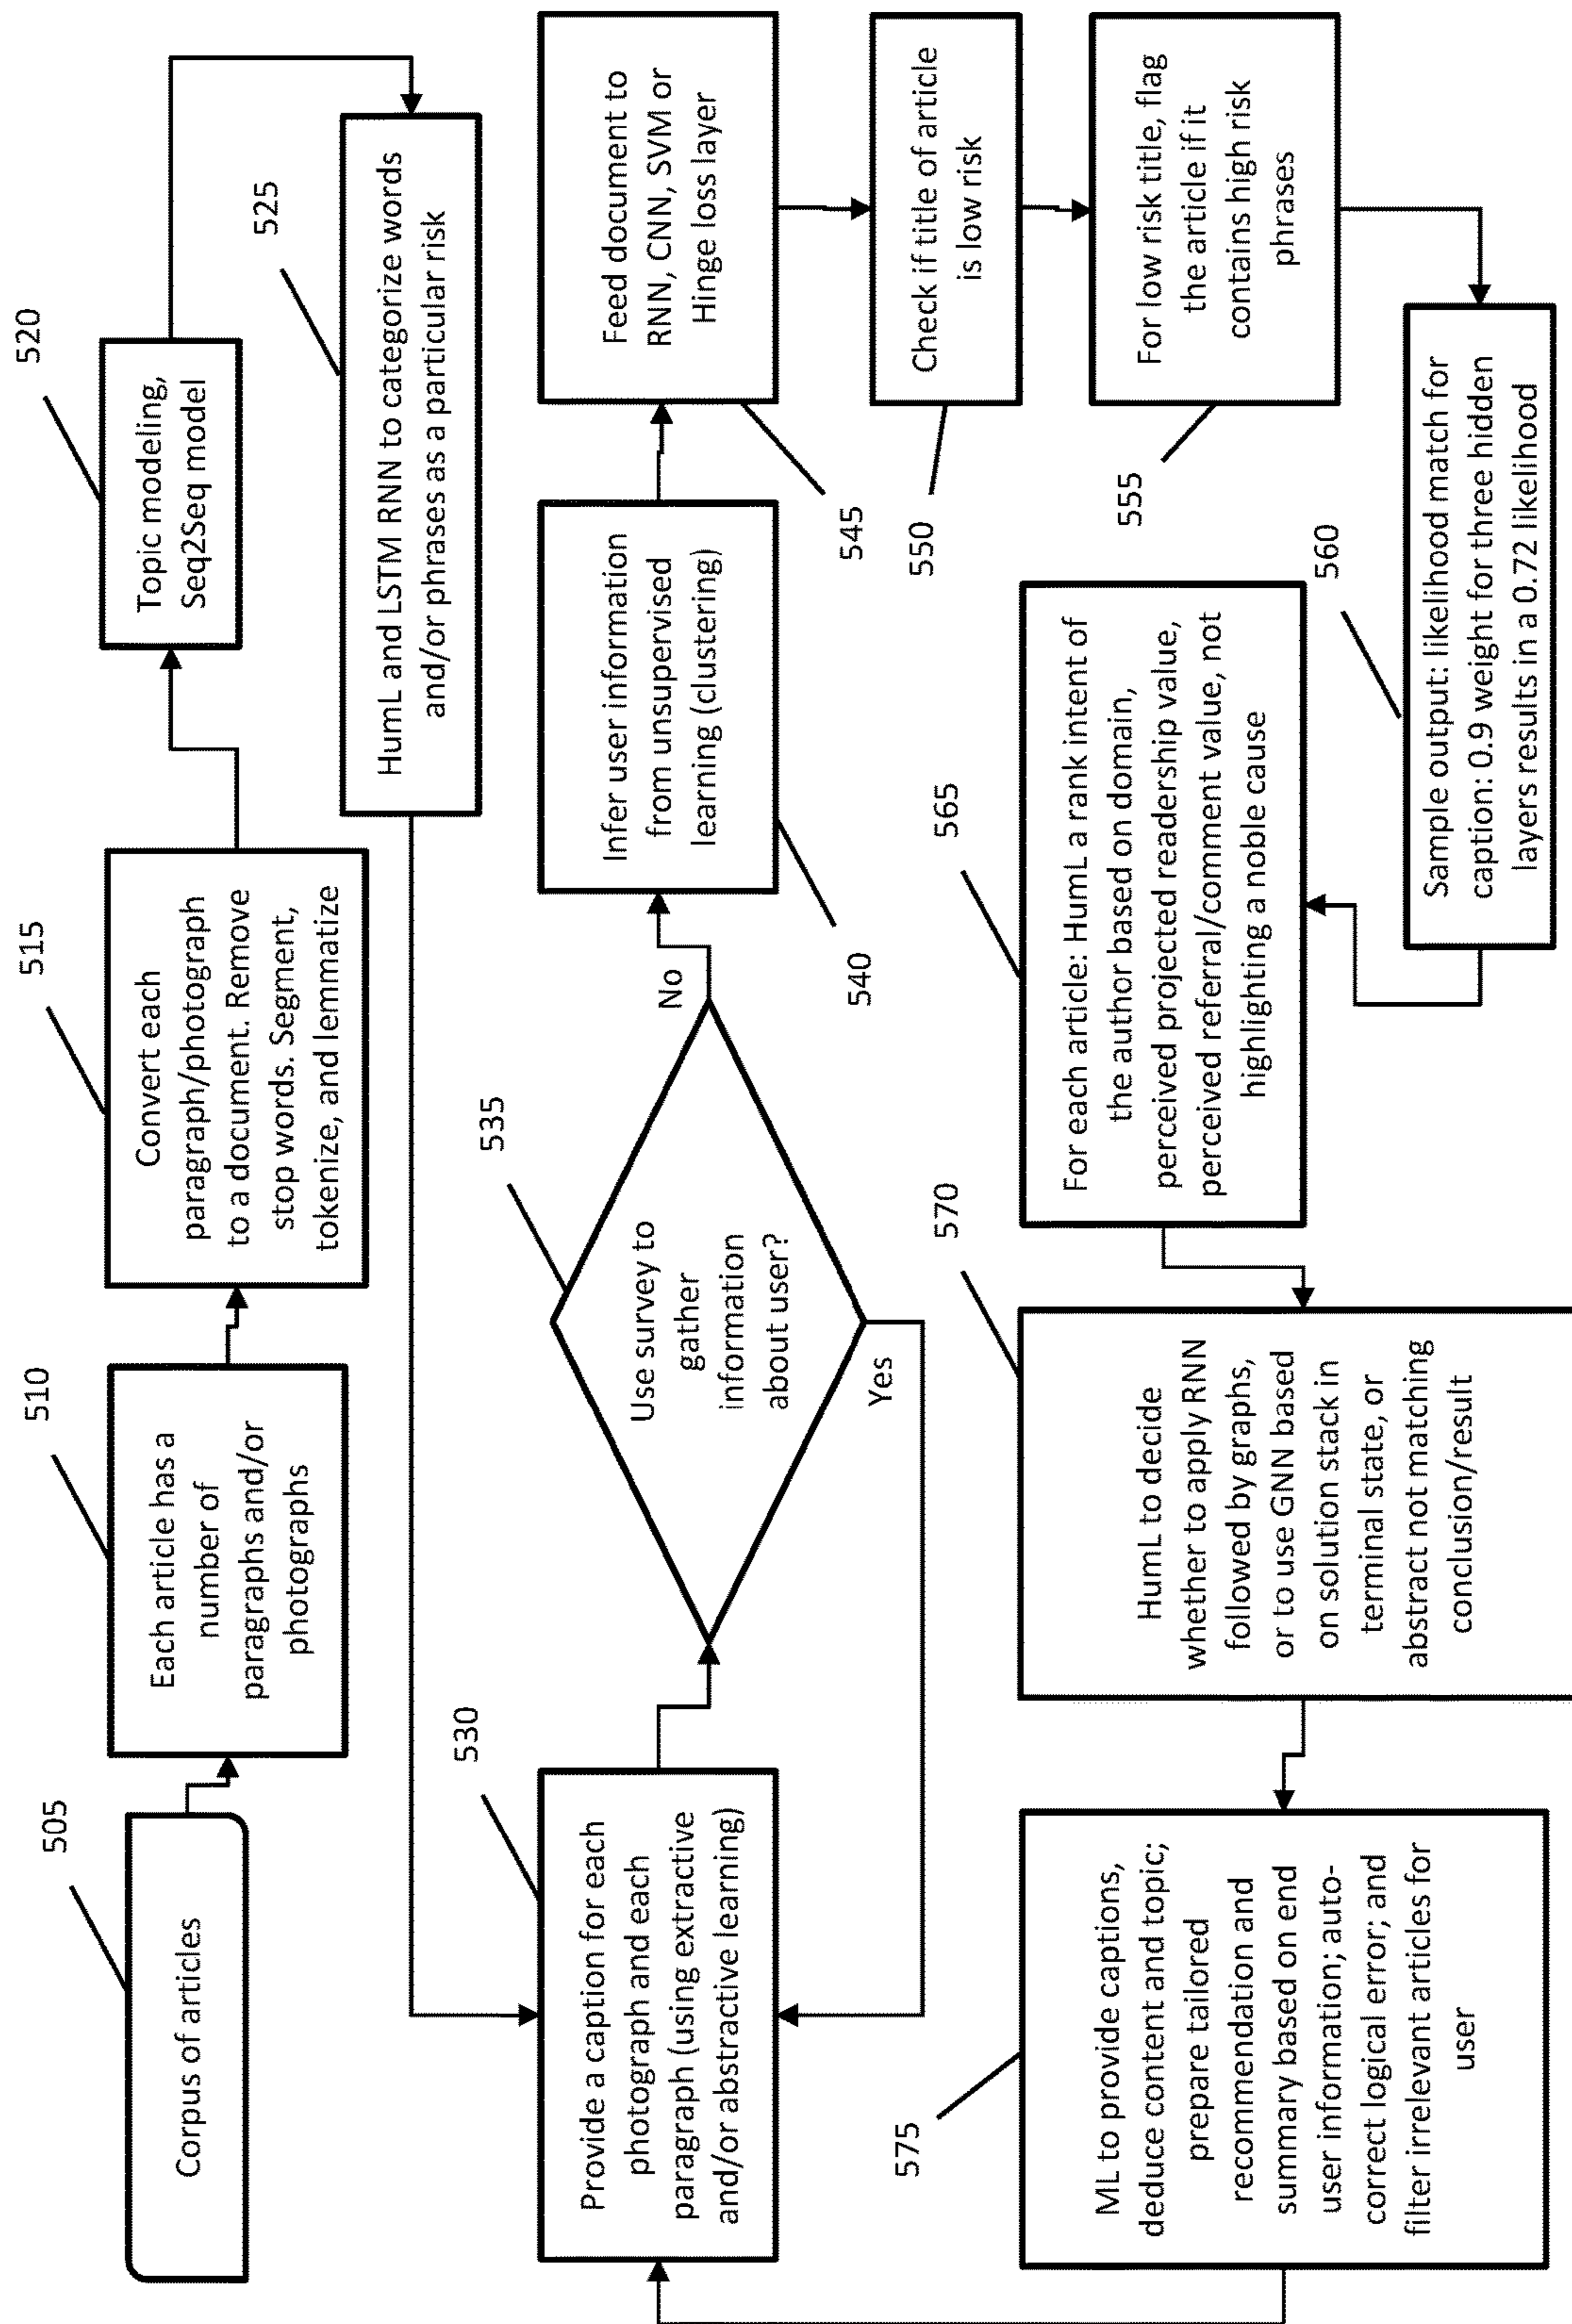 505
Corpus of articles
510
Each article has a
number of
paragraphs and/or
photographs
515
Convert each
paragraph/photograph
to a document. Remove
stop words. Segment,
tokenize, and lemmatize
520
Topic modeling,
Seq2Seq model
525
HumL and LSTM RNN to categorize words
and/or phrases as a particular risk
530
Provide a caption for each
photograph and each
paragraph (using extractive
and/or abstractive learning)
535
Use survey to
gather
information
about user?
Yes
No
540
Infer user information
from unsupervised
learning (clustering)
545
Feed document to
RNN, CNN, SVM or
Hinge loss layer
550
Check if title of article
is low risk
555
For low risk title, flag
the article if it
contains high risk
phrases
560
Sample output: likelihood match for
caption: 0.9 weight for three hidden
layers results in a 0.72 likelihood
565
For each article: HumL a rank intent of
the author based on domain,
perceived projected readership value,
perceived referral/comment value, not
highlighting a noble cause
570
HumL to decide
whether to apply RNN
followed by graphs,
or to use GNN based
on solution stack in
terminal state, or
abstract not matching
conclusion/result
575
ML to provide captions,
deduce content and topic;
prepare tailored
recommendation and
summary based on end
user information; auto-
correct logical error; and
filter irrelevant articles for
user